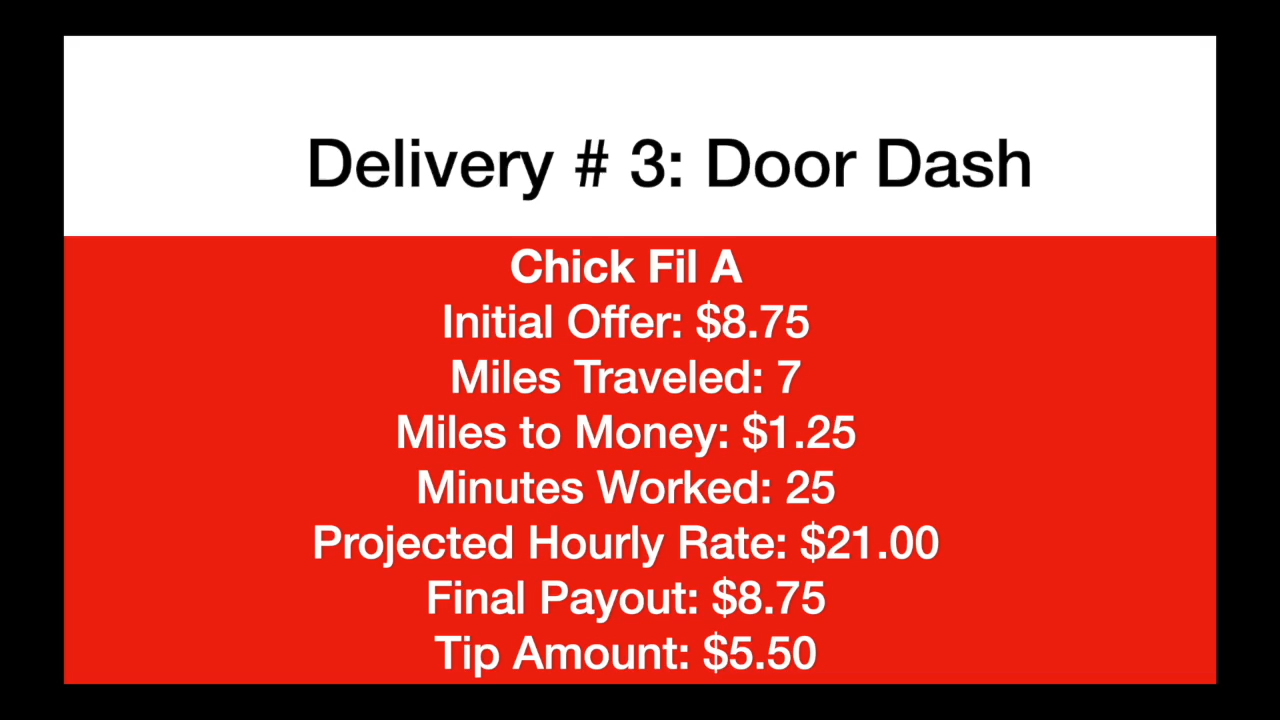 Delivery # 3: Door Dash
Chick Fil A
Initial Offer: $8.75
Miles Traveled: 7
Miles to Money: $1.25
Minutes Worked: 25
Projected Hourly Rate: $21.00
Final Payout: $8.75
Tip Amount: $5.50